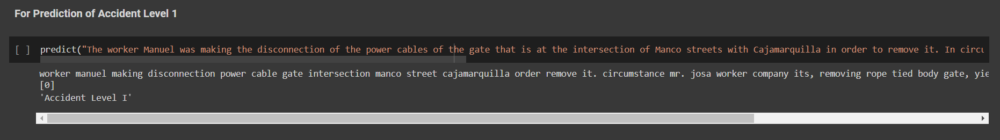 For Prediction of Accident Level 1
[ ] predict("The worker Manuel was making the disconnection of the power cables of the gate that is at the intersection of Manco streets with Cajamarquilla in order to remove it. In circu
worker manuel making disconnection power cable gate intersection manco street cajamarquilla order remove it. circumstance mr. josa worker company its, removing rope tied body gate, yie
[0]
'Accident Level I'